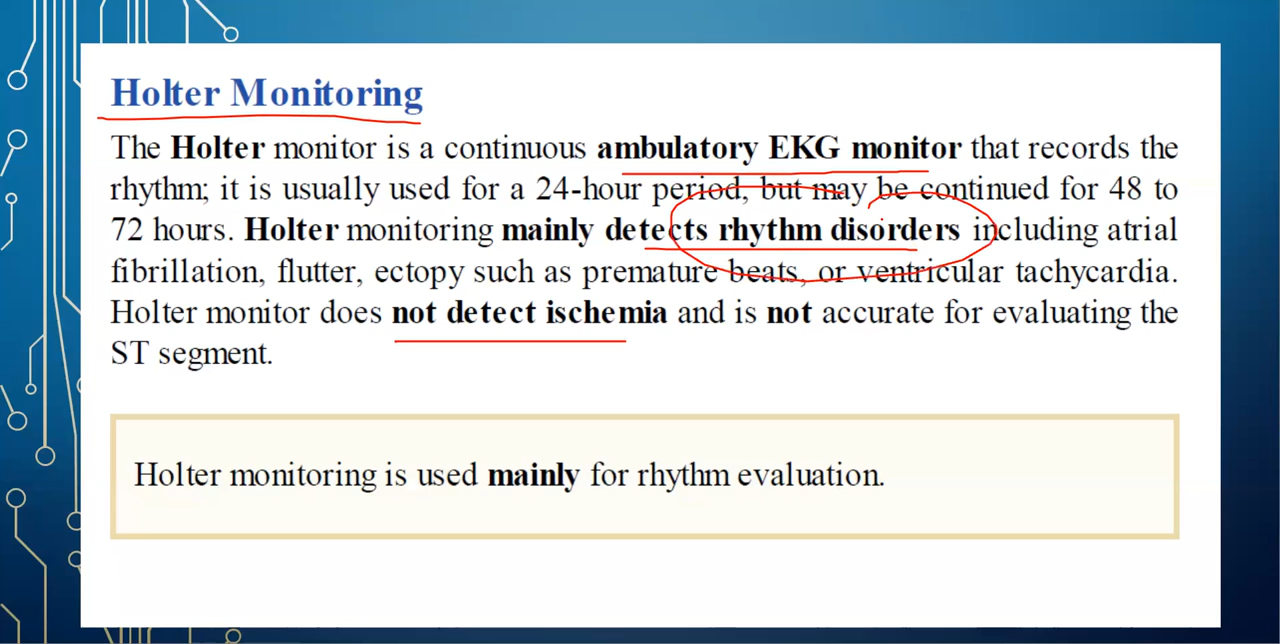 Holter Monitoring
The Holter monitor is a continuous ambulatory EKG monitor that records the
rhythm; it is usually used for a 24-hour period, but may be continued for 48 to
72 hours. Holter monitoring mainly detects rhythm disorders including atrial
fibrillation, flutter, ectopy such as premature beats, or ventricular tachycardia.
Holter monitor does not detect ischemia and is not accurate for evaluating the
ST segment.
Holter monitoring is used mainly for rhythm evaluation.